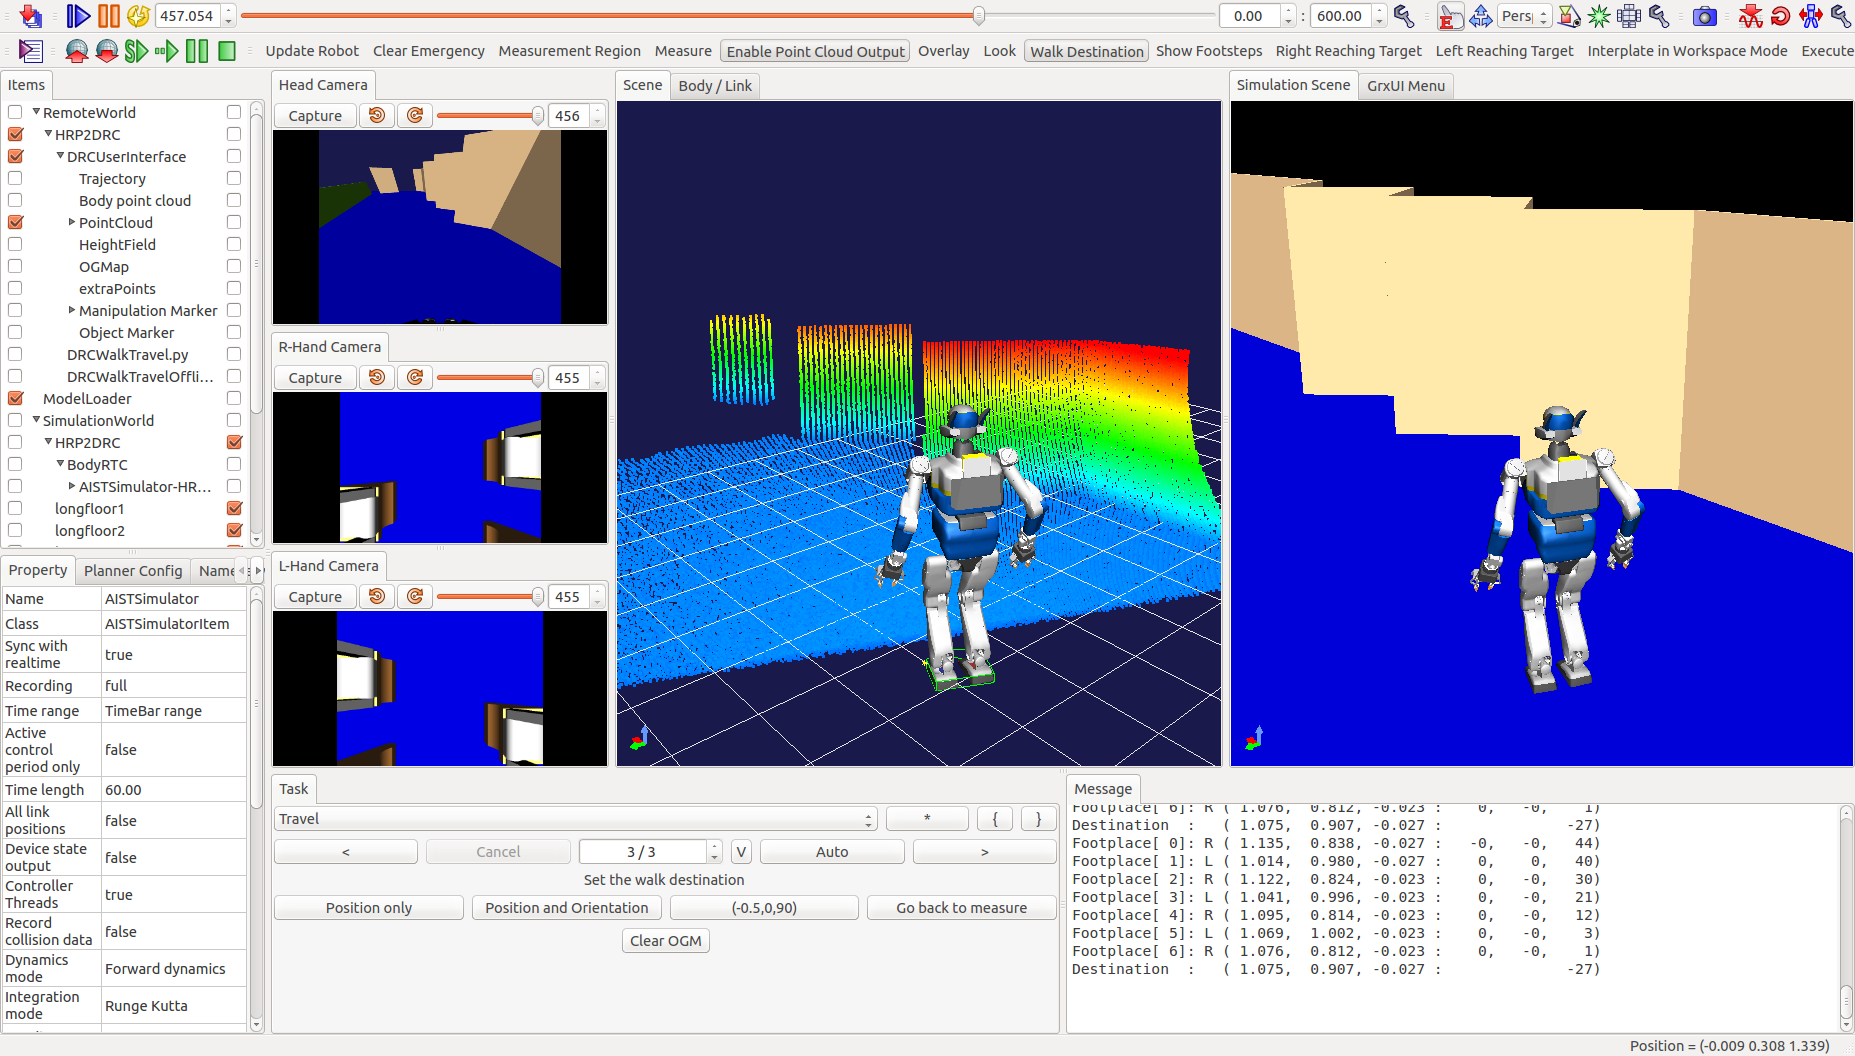 457.054 0.00 : 600.00 Persp
Update Robot Clear Emergency Measurement Region Measure Enable Point Cloud Output Overlay Look Walk Destination Show Footsteps Right Reaching Target Left Reaching Target Interplate in Workspace Mode Execute
Items
RemoteWorld
HRP2DRC
DRCUserInterface
Trajectory
Body point cloud
PointCloud
HeightField
OGMap
extraPoints
Manipulation Marker
Object Marker
DRCWalkTravel.py
DRCWalkTravelOffli...
ModelLoader
SimulationWorld
HRP2DRC
BodyRTC
AISTSimulator-HR...
longfloor1
longfloor2
Property Planner Config Name
Name AISTSimulator
Class AISTSimulatorItem
Sync with
realtime true
Recording full
Time range TimeBar range
Active
control
period only false
Time length 60.00
All link
positions false
Device state
output false
Controller
Threads true
Record
collision data false
Dynamics
mode Forward dynamics
Integration
mode Runge Kutta
Head Camera
Capture 456
R-Hand Camera
Capture 455
L-Hand Camera
Capture 455
Scene Body / Link
Simulation Scene GrxUI Menu
E
Task
Travel * { }
< Cancel 3 / 3 V Auto >
Set the walk destination
Position only Position and Orientation (-0.5,0,90) Go back to measure
Clear OGM
Message
Footplace[ 6]: R ( 1.076, 0.812, -0.023 : 0, -0, 1)
Destination : ( 1.075, 0.907, -0.027 : -27)
Footplace[ 0]: R ( 1.135, 0.838, -0.027 : -0, -0, 44)
Footplace[ 1]: L ( 1.014, 0.980, -0.027 : 0, 0, 40)
Footplace[ 2]: R ( 1.122, 0.824, -0.023 : 0, -0, 30)
Footplace[ 3]: L ( 1.041, 0.996, -0.023 : 0, -0, 21)
Footplace[ 4]: R ( 1.095, 0.814, -0.023 : 0, -0, 12)
Footplace[ 5]: L ( 1.069, 1.002, -0.023 : 0, -0, 3)
Footplace[ 6]: R ( 1.076, 0.812, -0.023 : 0, -0, 1)
Destination : ( 1.075, 0.907, -0.027 : -27)
Position = (-0.009 0.308 1.339)